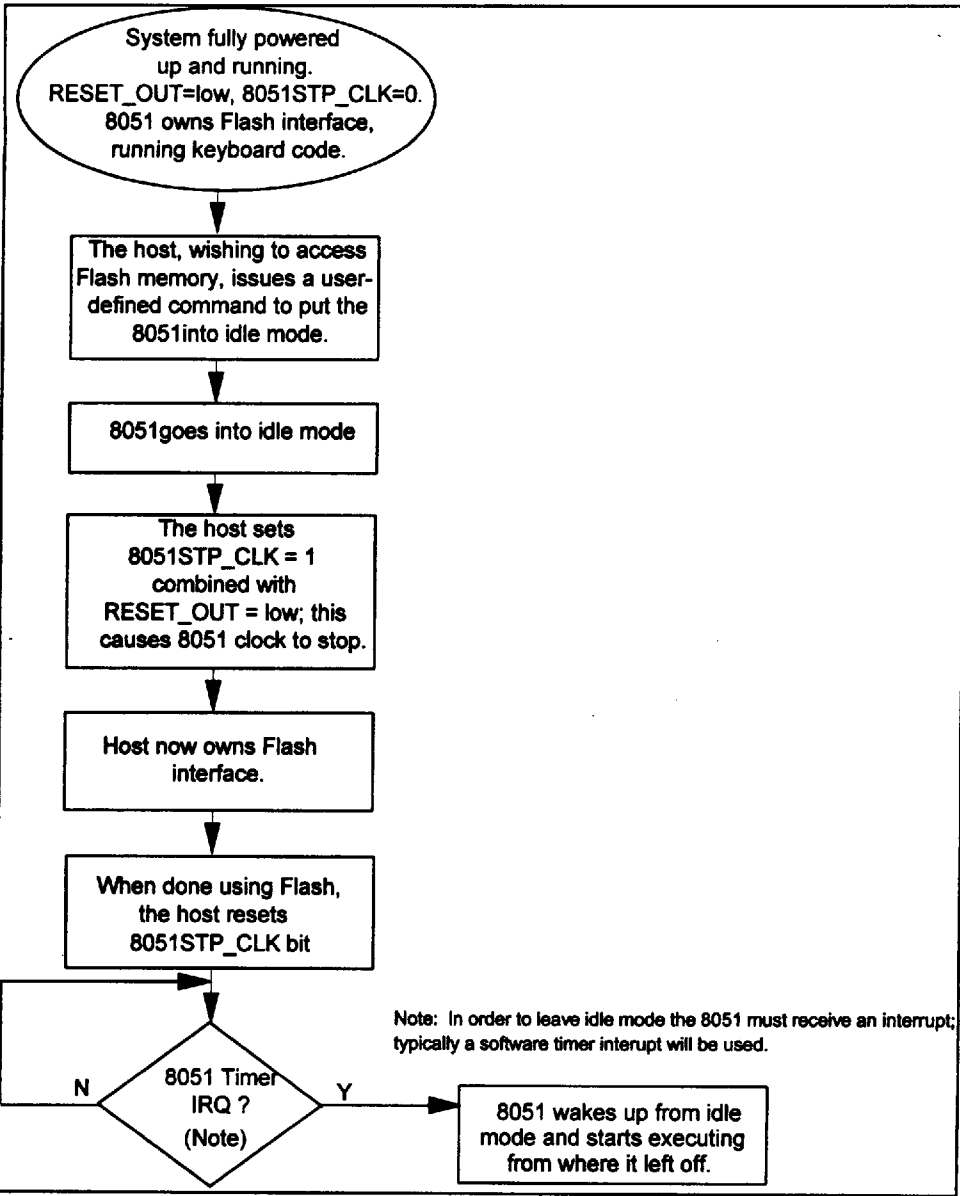 System fully powered
up and running.
RESET_OUT=low, 8051STP_CLK=0.
8051 owns Flash interface,
running keyboard code.
The host, wishing to access
Flash memory, issues a user-
defined command to put the
8051into idle mode.
8051goes into idle mode
The host sets
8051STP_CLK = 1
combined with
RESET_OUT = low; this
causes 8051 clock to stop.
Host now owns Flash
interface.
When done using Flash,
the host resets
8051STP_CLK bit
Note: In order to leave idle mode the 8051 must receive an interrupt;
typically a software timer interupt will be used.
N
8051 Timer
IRQ ?
(Note)
Y
8051 wakes up from idle
mode and starts executing
from where it left off.